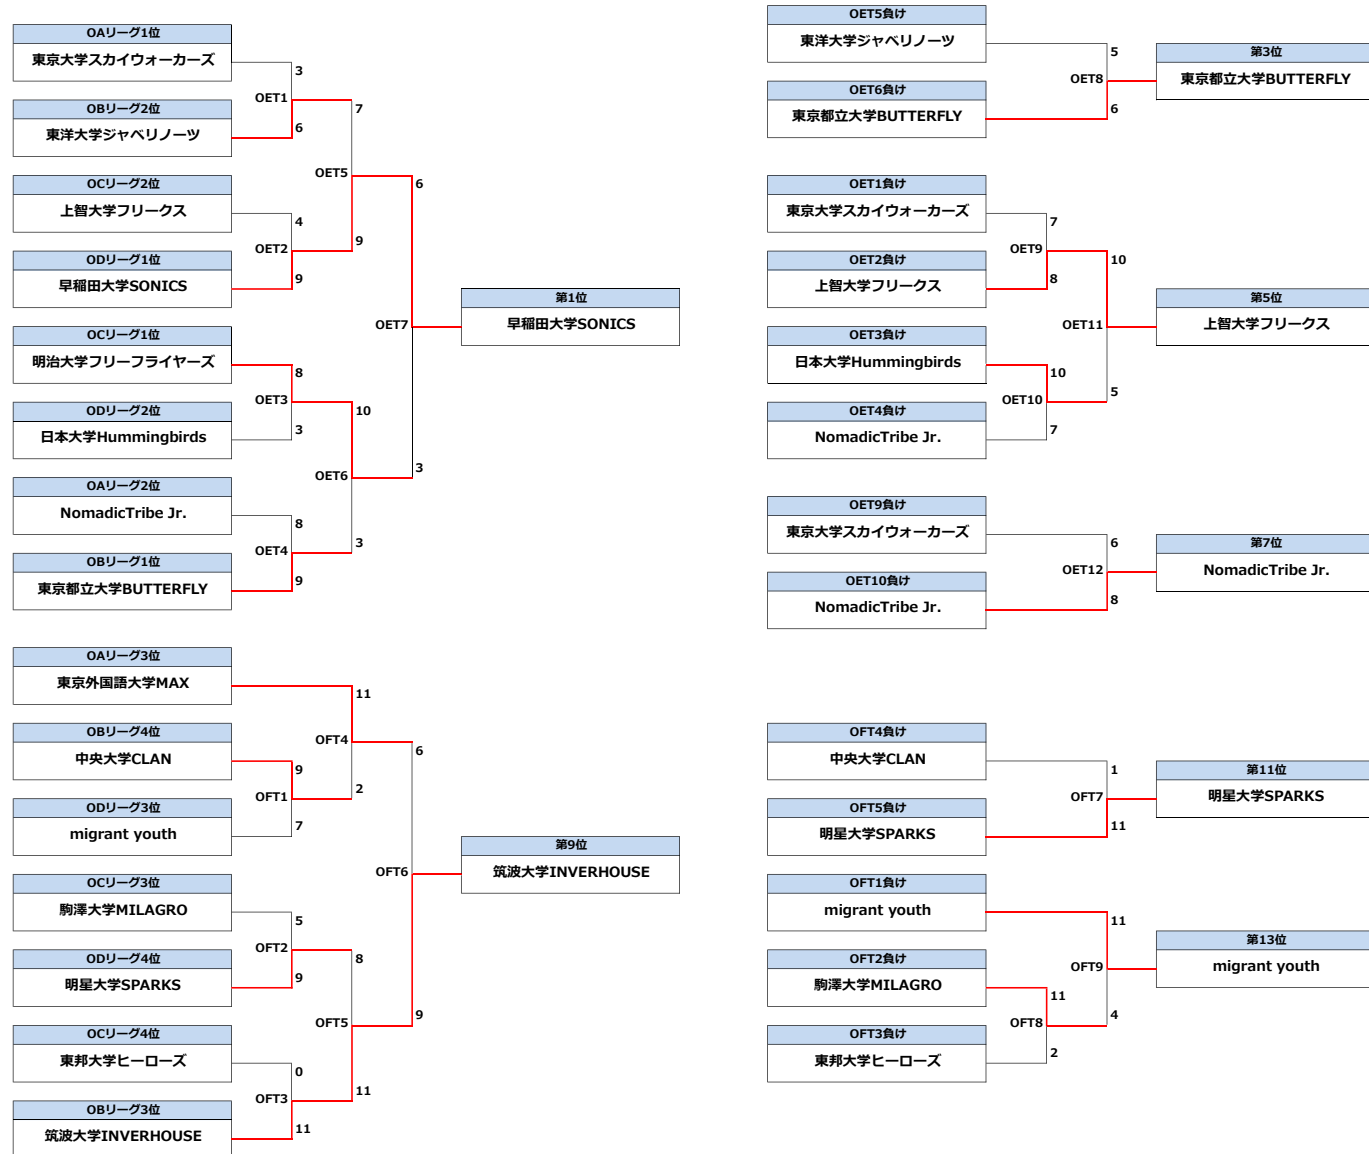 OAリーグ1位
東京大学スカイウォーカーズ
3
OET1
OBリーグ2位
東洋大学ジャベリノーツ
6
7
OET5
OCリーグ2位
上智大学フリークス
4
OET2
ODリーグ1位
早稲田大学SONICS
9
9
6
OET7
第1位
早稲田大学SONICS
OCリーグ1位
明治大学フリーフライヤーズ
8
OET3
ODリーグ2位
日本大学Hummingbirds
3
10
OET6
3
OAリーグ2位
NomadicTribe Jr.
8
OET4
OBリーグ1位
東京都立大学BUTTERFLY
9
3
OAリーグ3位
東京外国語大学MAX
11
OFT4
6
OBリーグ4位
中央大学CLAN
9
OFT1
2
ODリーグ3位
migrant youth
7
OFT6
第9位
筑波大学INVERHOUSE
OCリーグ3位
駒澤大学MILAGRO
5
OFT2
8
ODリーグ4位
明星大学SPARKS
9
OFT5
9
OCリーグ4位
東邦大学ヒーローズ
0
OFT3
11
OBリーグ3位
筑波大学INVERHOUSE
11
OET5負け
東洋大学ジャベリノーツ
5
OET8
第3位
東京都立大学BUTTERFLY
OET6負け
東京都立大学BUTTERFLY
6
OET1負け
東京大学スカイウォーカーズ
7
OET9
10
OET2負け
上智大学フリークス
8
OET11
第5位
上智大学フリークス
OET3負け
日本大学Hummingbirds
10
OET10
5
OET4負け
NomadicTribe Jr.
7
OET9負け
東京大学スカイウォーカーズ
6
OET12
第7位
NomadicTribe Jr.
OET10負け
NomadicTribe Jr.
8
OFT4負け
中央大学CLAN
1
OFT7
第11位
明星大学SPARKS
OFT5負け
明星大学SPARKS
11
OFT1負け
migrant youth
11
OFT9
第13位
migrant youth
OFT2負け
駒澤大学MILAGRO
11
OFT8
4
OFT3負け
東邦大学ヒーローズ
2